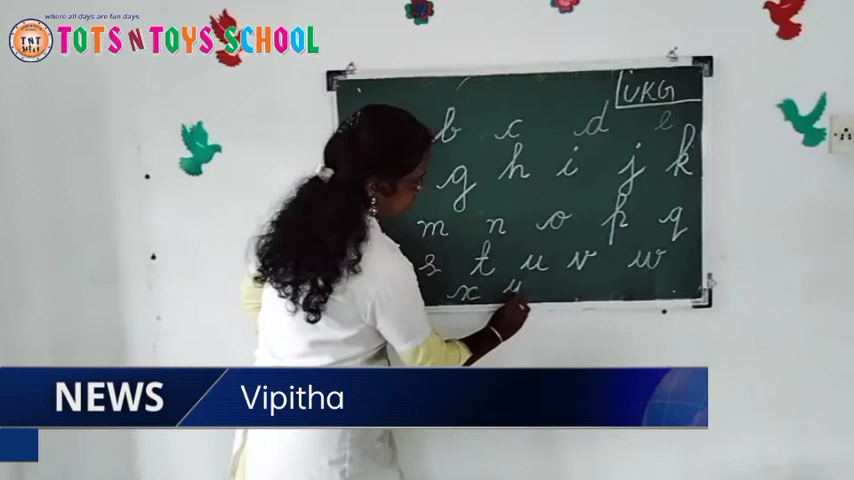 where all days are fun days
TNT
TOTS N TOYS SCHOOL
UKG
b c d e
g h i j k
m n o p q
s t u v w
x y
NEWS Vipitha